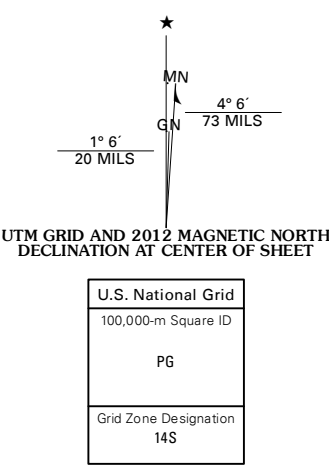 ★
MN
4° 6´
73 MILS
GN
1° 6´
20 MILS
UTM GRID AND 2012 MAGNETIC NORTH
DECLINATION AT CENTER OF SHEET
U.S. National Grid
100,000-m Square ID
PG
Grid Zone Designation
14S